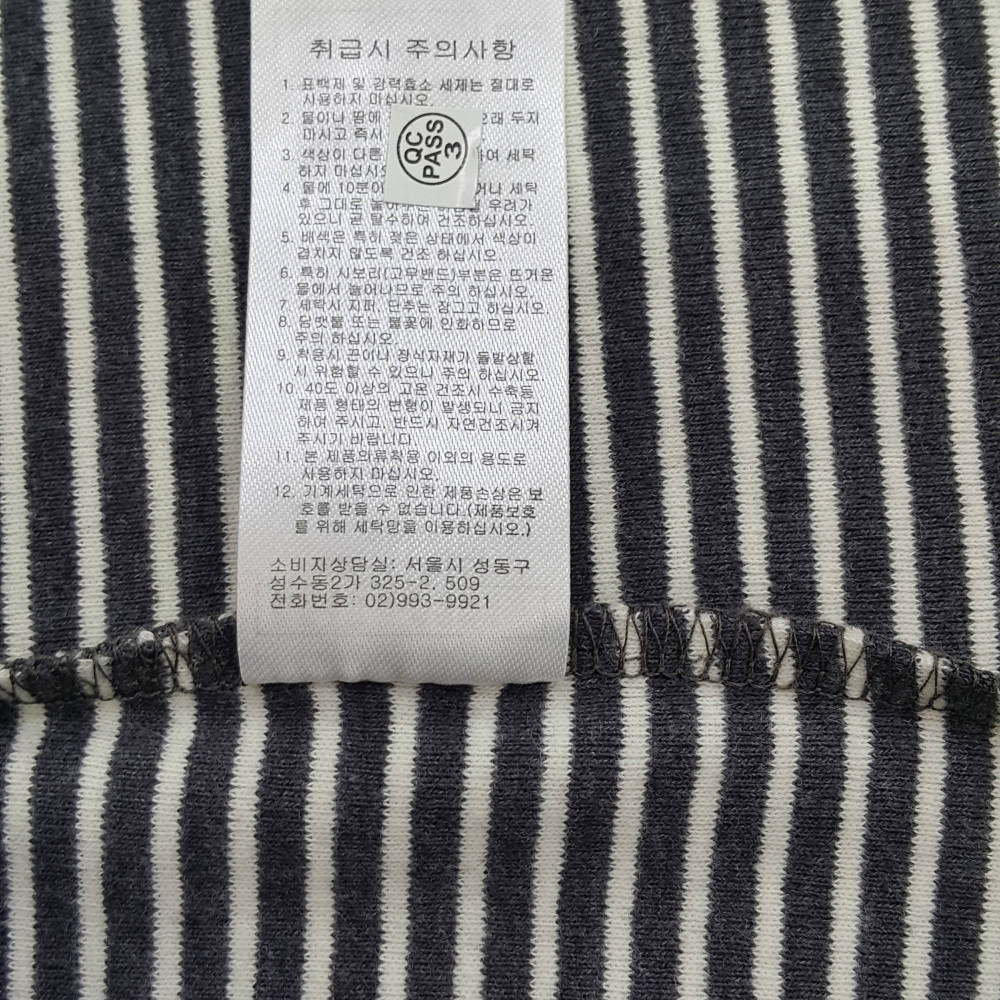 취급시 주의사항
1. 표백제 및 강력효소 세제는 절대로
사용하지 마십시오.
2. 물이나 땀에 오래 두지
마시고 즉시
3. 색상이 다른 하여 세탁
하지 마십시오
4. 물에 10분이 거나 세탁
후 그대로 우려가
있으니 곧 탈수하여 건조하십시오.
5. 배색은 특히 젖은 상태에서 색상이
겹치지 않도록 건조 하십시오.
6. 특히 시보리(고무밴드)부분은 뜨거운
물에서 늘어나므로 주의 하십시오.
7. 세탁시 지퍼, 단추는 잠그고 하십시오.
8. 담뱃불 또는 불꽃에 인화하므로
주의 하십시오.
9. 착용시 끈이나 장식자재가 돌발상할
시 위험할 수 있으니 주의 하십시오.
10. 40도 이상의 고온 건조시 수축등
제품 형태의 변형이 발생되니 금지
하여 주시고, 반드시 자연건조시켜
주시기 바랍니다
11. 본 제품의류착용 이외의 용도로
사용하지 마십시오.
12. 기계세탁으로 인한 제품손상은 보
호를 받을 수 없습니다.(제품보호
를 위해 세탁망을 이용하십시오.)
소비자상담실: 서울시 성동구
성수동2가 325-2. 509
전화번호: 02)993-9921
QC
PASS
3